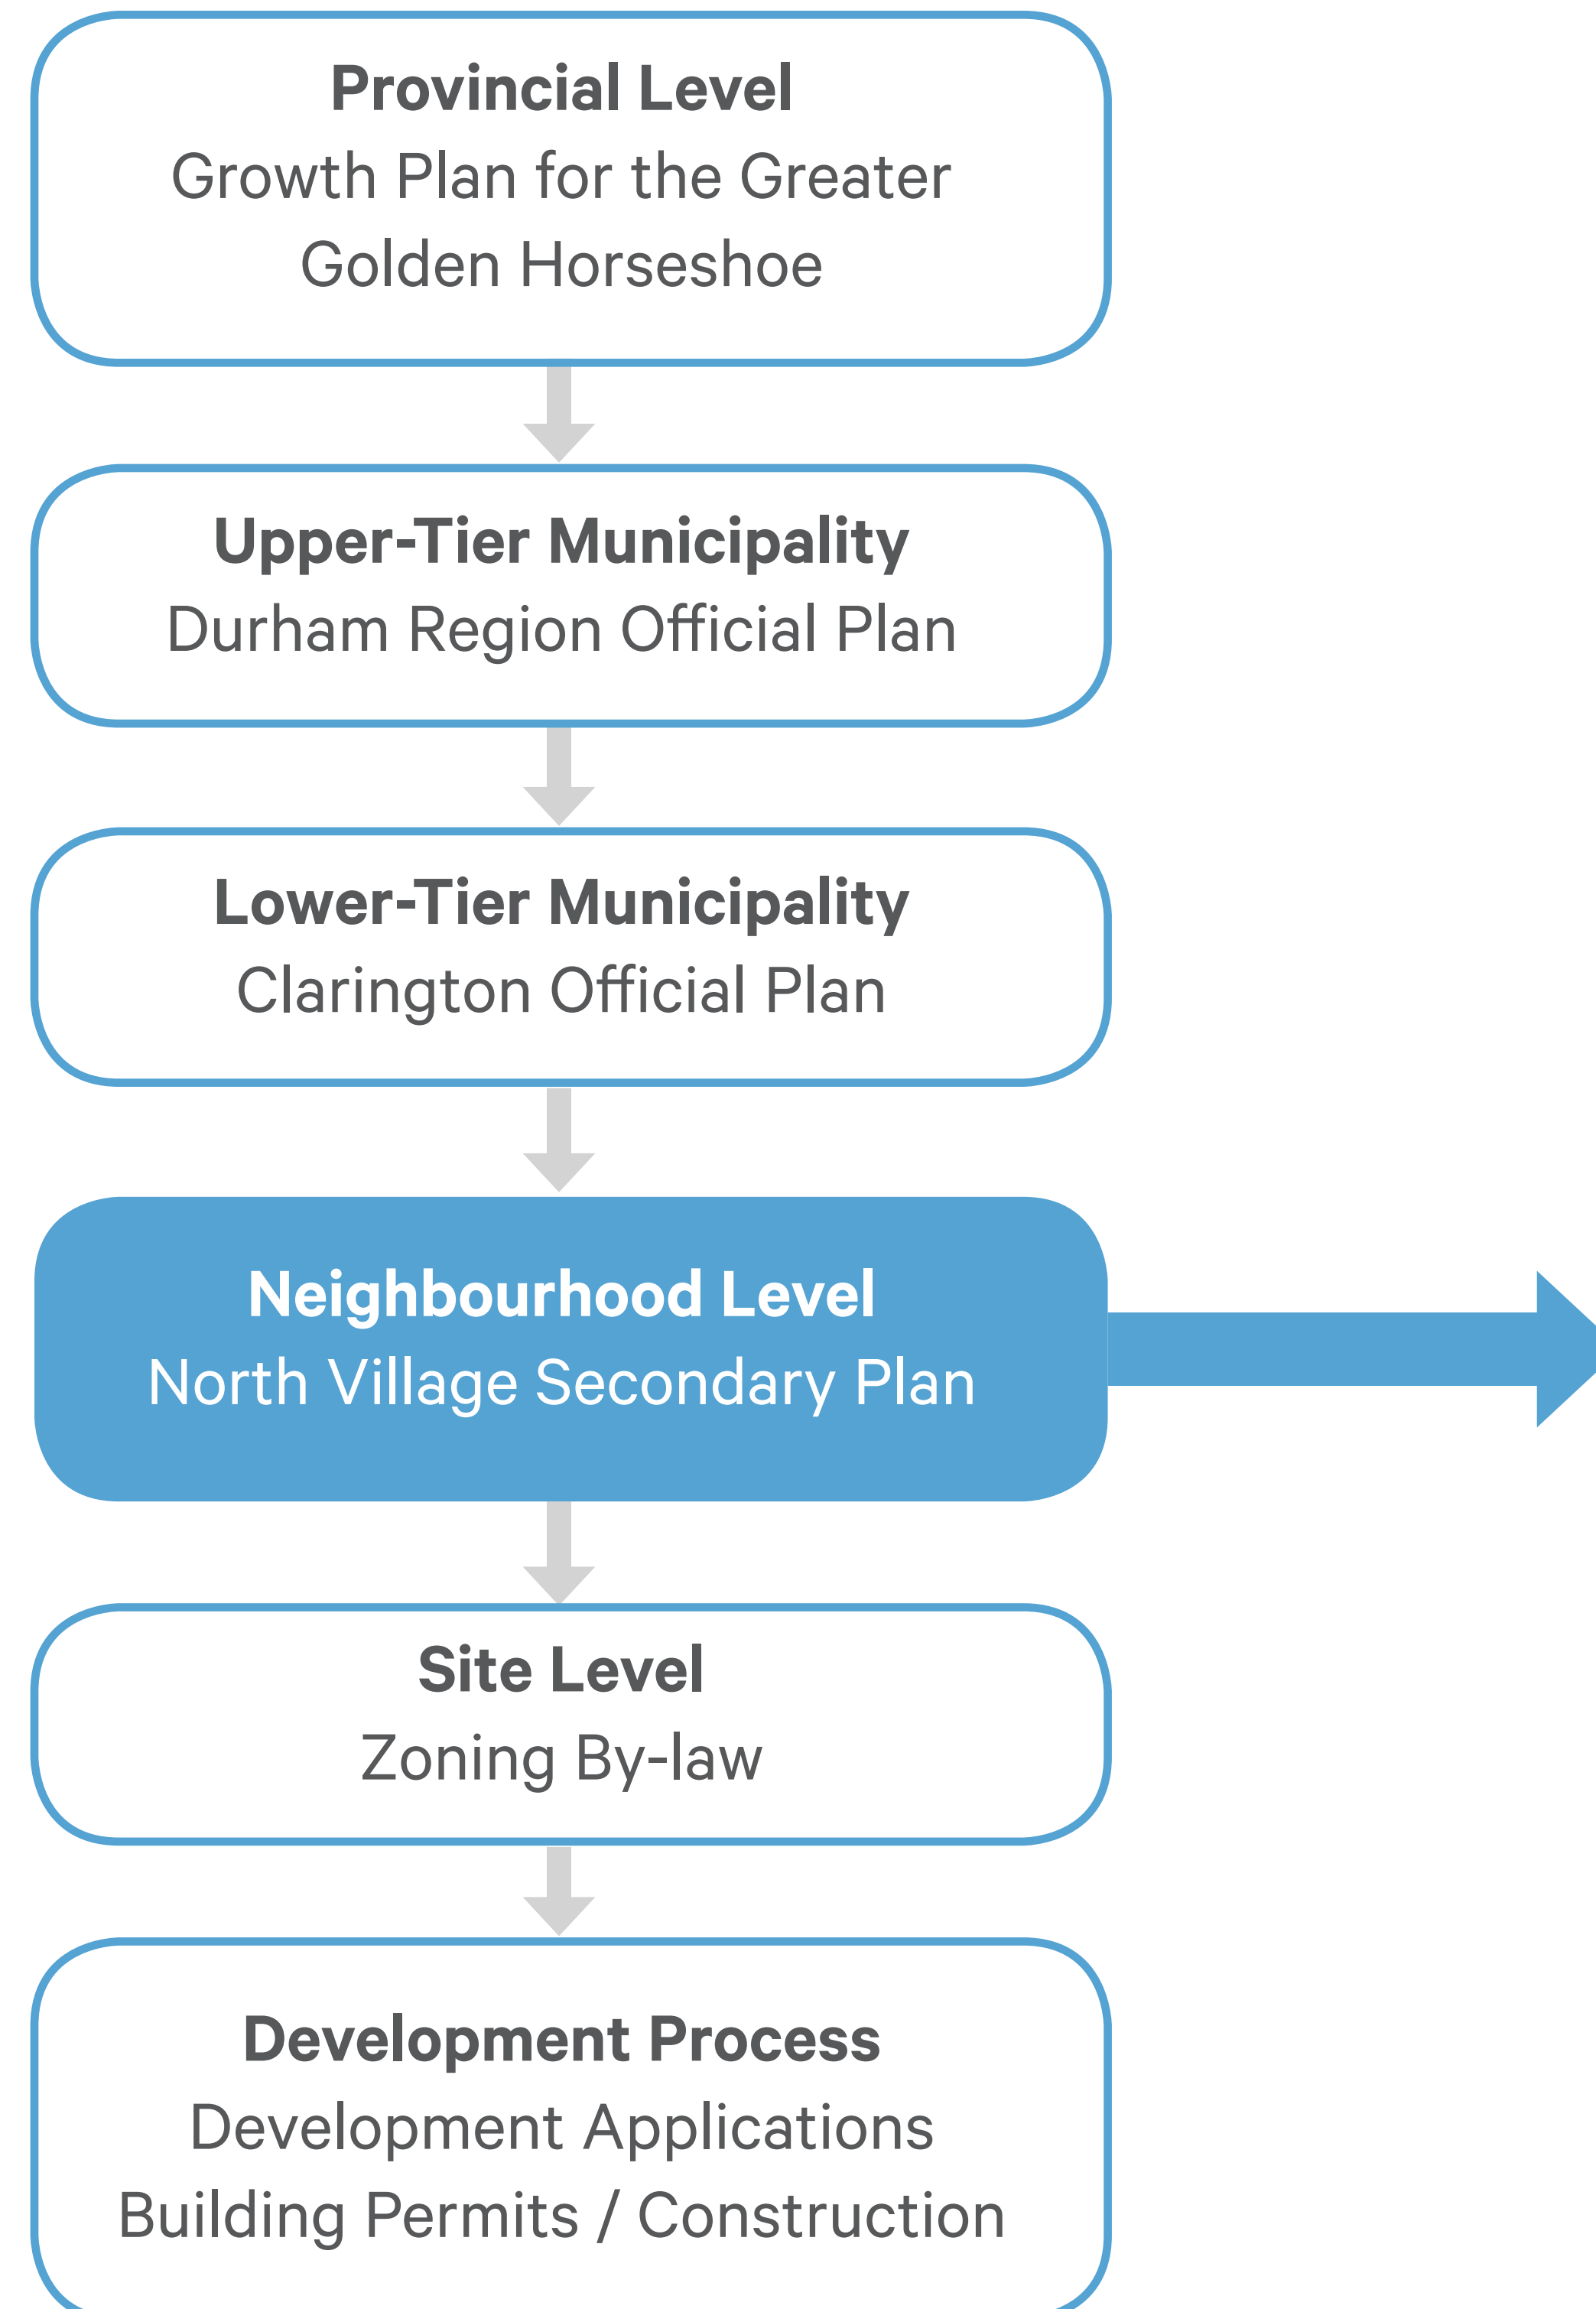 Provincial Level
Growth Plan for the Greater
Golden Horseshoe
Upper-Tier Municipality
Durham Region Official Plan
Lower-Tier Municipality
Clarington Official Plan
Neighbourhood Level
North Village Secondary Plan
Site Level
Zoning By-law
Development Process
Development Applications
Building Permits / Construction